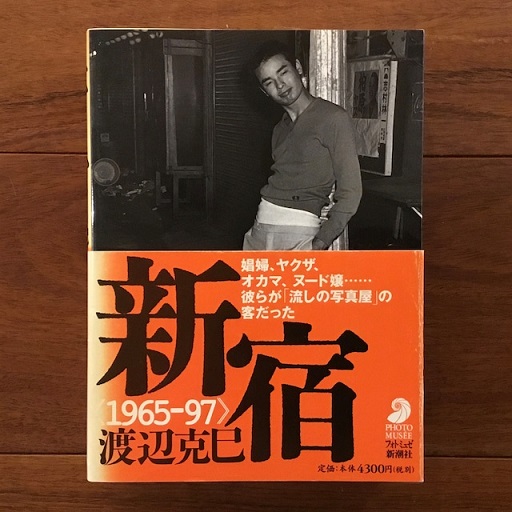 娼婦、ヤクザ、
オカマ、ヌード嬢……
彼らが「流しの写真屋」の
客だった
新宿
1965-97〉
渡辺克巳
PHOTO
MUSÉE
フォト・ミュゼ
新潮社
定価:本体4300円(税別)